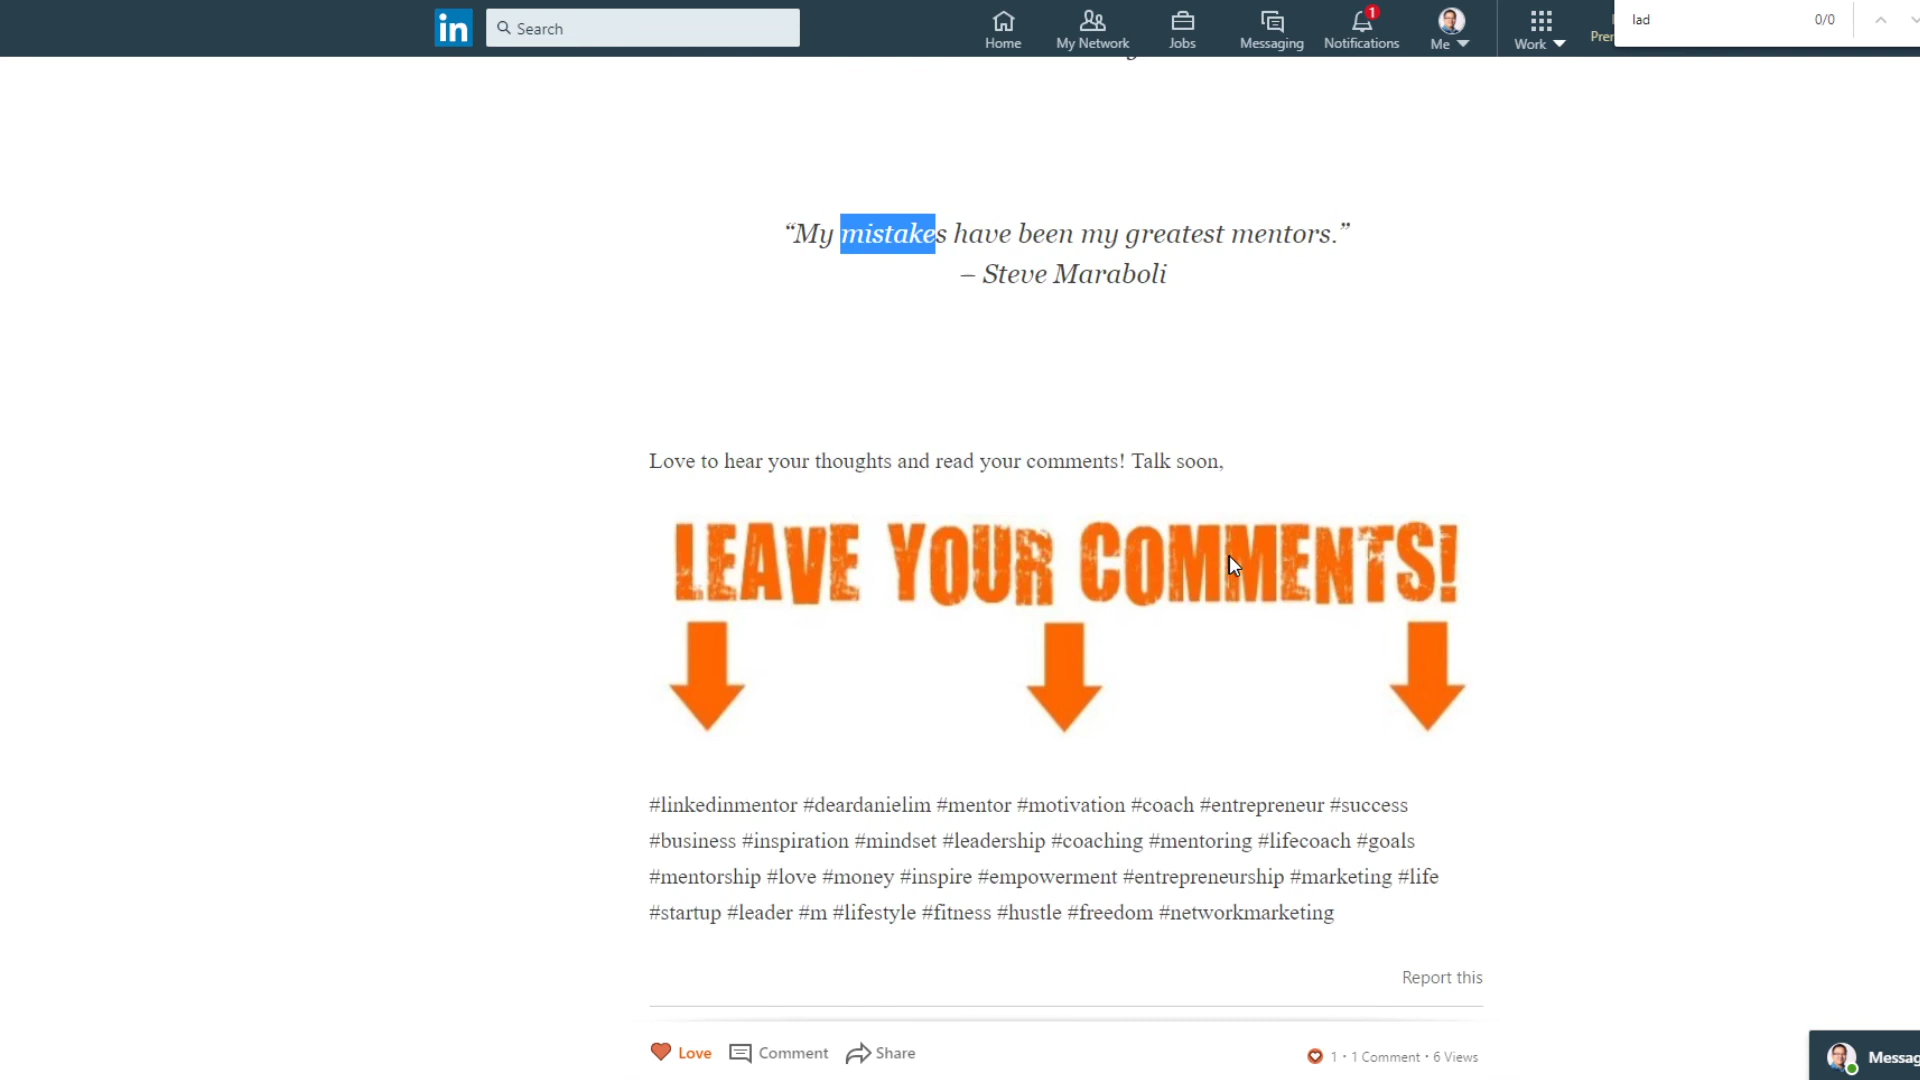 in
Search
Home
My Network
Jobs
Messaging
1
Notifications
Me
Work
lad
0/0
“My mistakes have been my greatest mentors.”
– Steve Maraboli
Love to hear your thoughts and read your comments! Talk soon,
LEAVE YOUR COMMENTS!
#linkedinmentor #deardanielim #mentor #motivation #coach #entrepreneur #success
#business #inspiration #mindset #leadership #coaching #mentoring #lifecoach #goals
#mentorship #love #money #inspire #empowerment #entrepreneurship #marketing #life
#startup #leader #m #lifestyle #fitness #hustle #freedom #networkmarketing
Report this
Love
Comment
Share
1 · 1 Comment · 6 Views